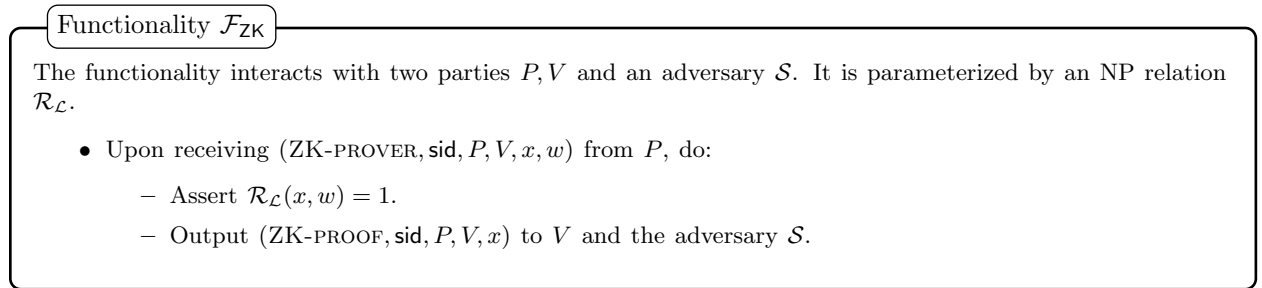 Functionality $\mathcal{F}_{\mathsf{ZK}}$
The functionality interacts with two parties $P, V$ and an adversary $\mathcal{S}$. It is parameterized by an NP relation
$\mathcal{R}_{\mathcal{L}}$.
• Upon receiving (ZK-PROVER, sid, $P, V, x, w$) from $P$, do:
– Assert $\mathcal{R}_{\mathcal{L}}(x, w) = 1$.
– Output (ZK-PROOF, sid, $P, V, x$) to $V$ and the adversary $\mathcal{S}$.